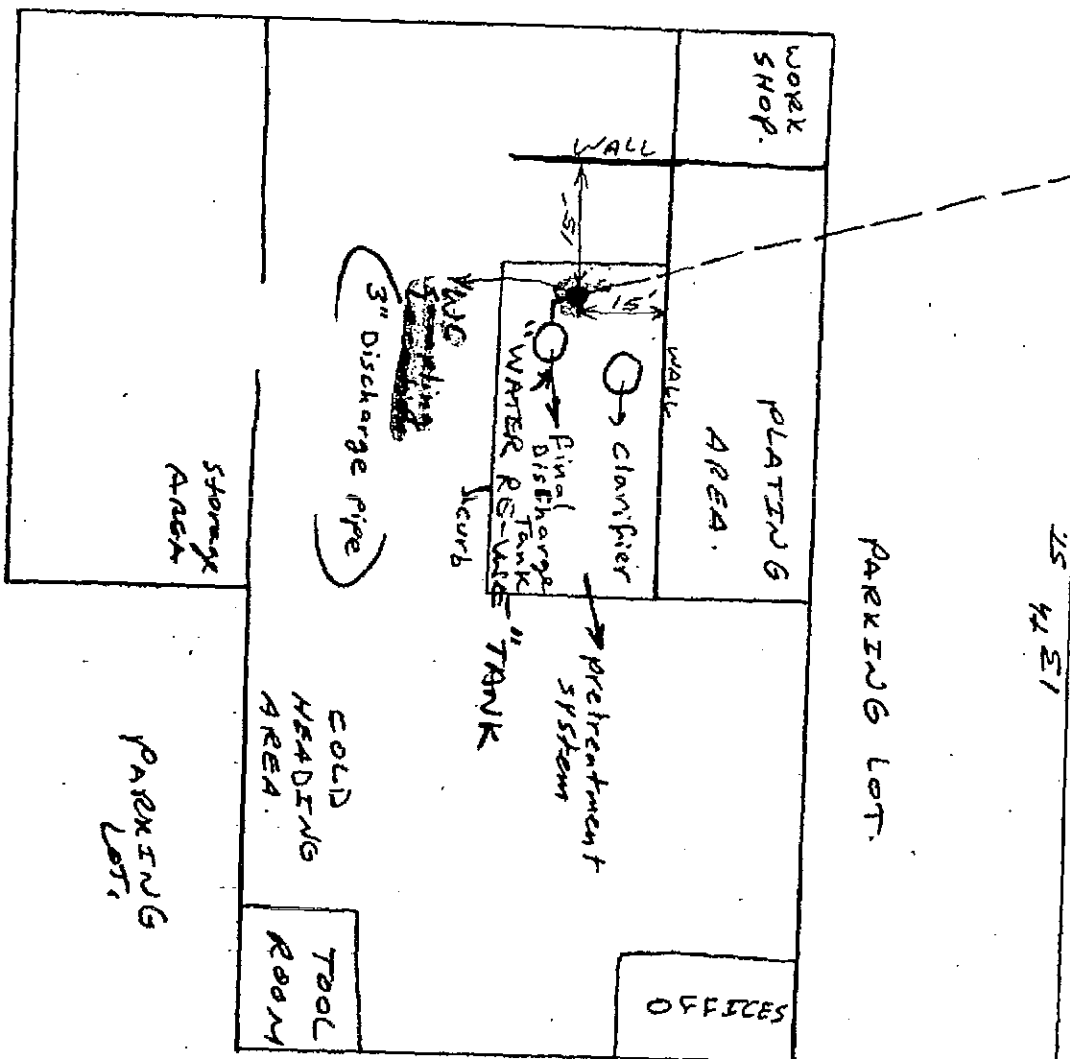 WORK
SHOP.
WALL
15'
15'
WALL
PLATING
AREA.
clarifier
Final
Discharge
Tank
"WATER RE-USE" TANK
curb
pretreatment
system
3" Discharge Pipe
Storage
AREA
COLD
HEADING
AREA.
TOOL
ROOM
OFFICES
PARKING LOT.
PARKING
LOT.